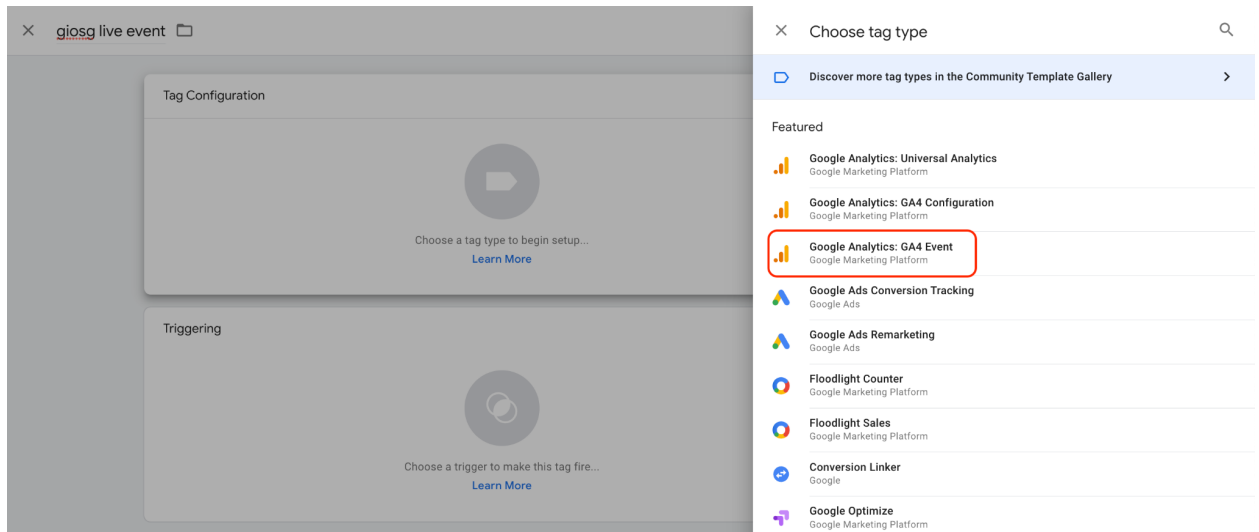 giosg live event
Tag Configuration
Choose a tag type to begin setup...
Learn More
Triggering
Choose a trigger to make this tag fire...
Learn More
Choose tag type
Discover more tag types in the Community Template Gallery
Featured
Google Analytics: Universal Analytics
Google Marketing Platform
Google Analytics: GA4 Configuration
Google Marketing Platform
Google Analytics: GA4 Event
Google Marketing Platform
Google Ads Conversion Tracking
Google Ads
Google Ads Remarketing
Google Ads
Floodlight Counter
Google Marketing Platform
Floodlight Sales
Google Marketing Platform
Conversion Linker
Google
Google Optimize
Google Marketing Platform